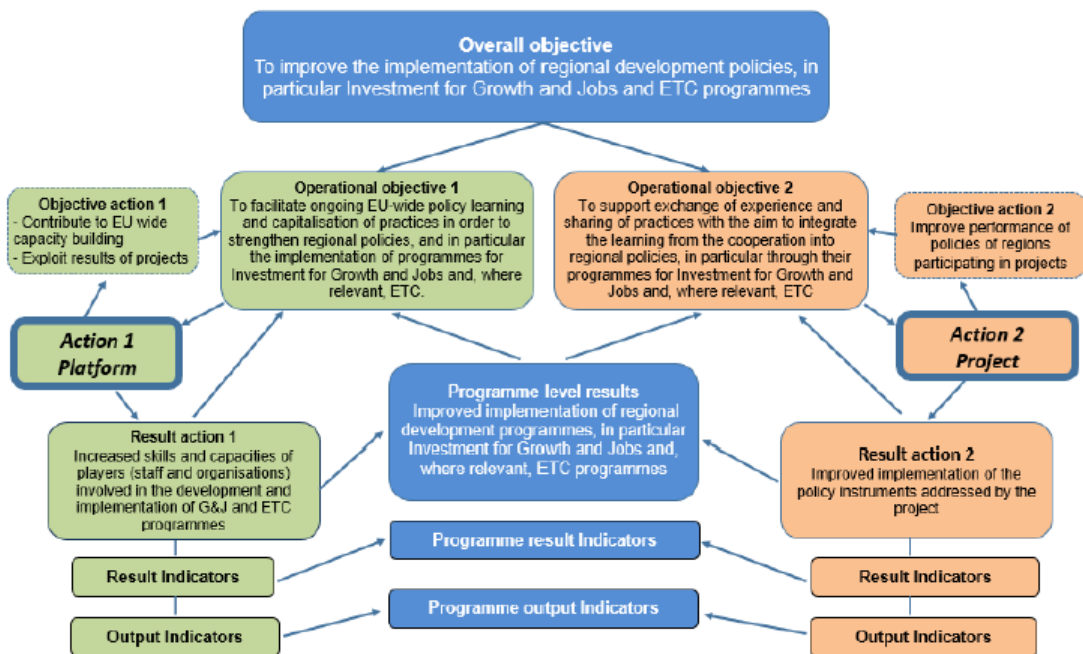 Overall objective
To improve the implementation of regional development policies, in
particular Investment for Growth and Jobs and ETC programmes
Objective action 1
- Contribute to EU wide
capacity building
- Exploit results of projects
Operational objective 1
To facilitate ongoing EU-wide policy learning
and capitalisation of practices in order to
strengthen regional policies, and in particular
the implementation of programmes for
Investment for Growth and Jobs and, where
relevant, ETC.
Operational objective 2
To support exchange of experience and
sharing of practices with the aim to integrate
the learning from the cooperation into
regional policies, in particular through their
programmes for Investment for Growth and
Jobs and, where relevant, ETC
Objective action 2
Improve performance of
policies of regions
participating in projects
Action 1
Platform
Action 2
Project
Programme level results
Improved implementation of regional
development programmes, in particular
Investment for Growth and Jobs and,
where relevant, ETC programmes
Result action 1
Increased skills and capacities of
players (staff and organisations)
involved in the development and
implementation of G&J and ETC
programmes
Result action 2
Improved implementation of the
policy instruments addressed by the
project
Programme result Indicators
Result Indicators
Result Indicators
Programme output Indicators
Output Indicators
Output Indicators